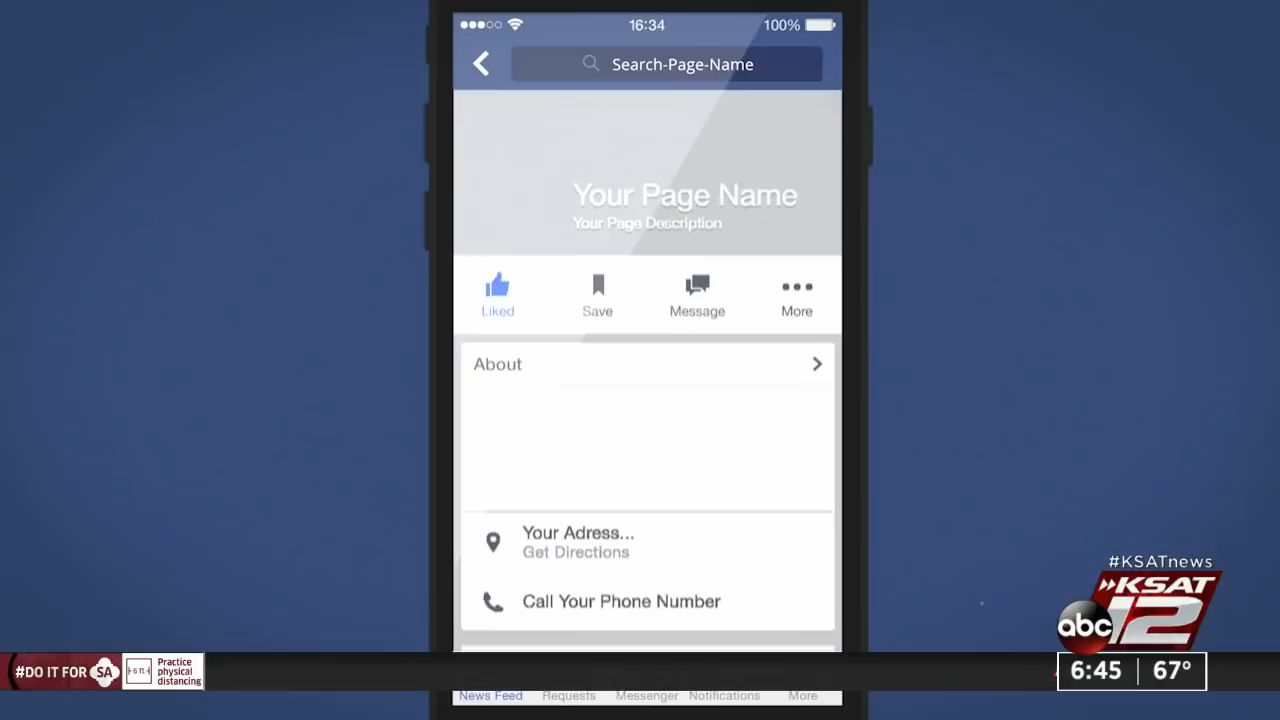 16:34
100%
Search-Page-Name
Your Page Name
Your Page Description
Liked
Save
Message
More
About
Your Adress...
Get Directions
Call Your Phone Number
#KSATnews
KSAT
abc 12
#DO IT FOR SA
6 ft.
Practice
physical
distancing
6:45 67°
News Feed
Requests
Messenger
Notifications
More